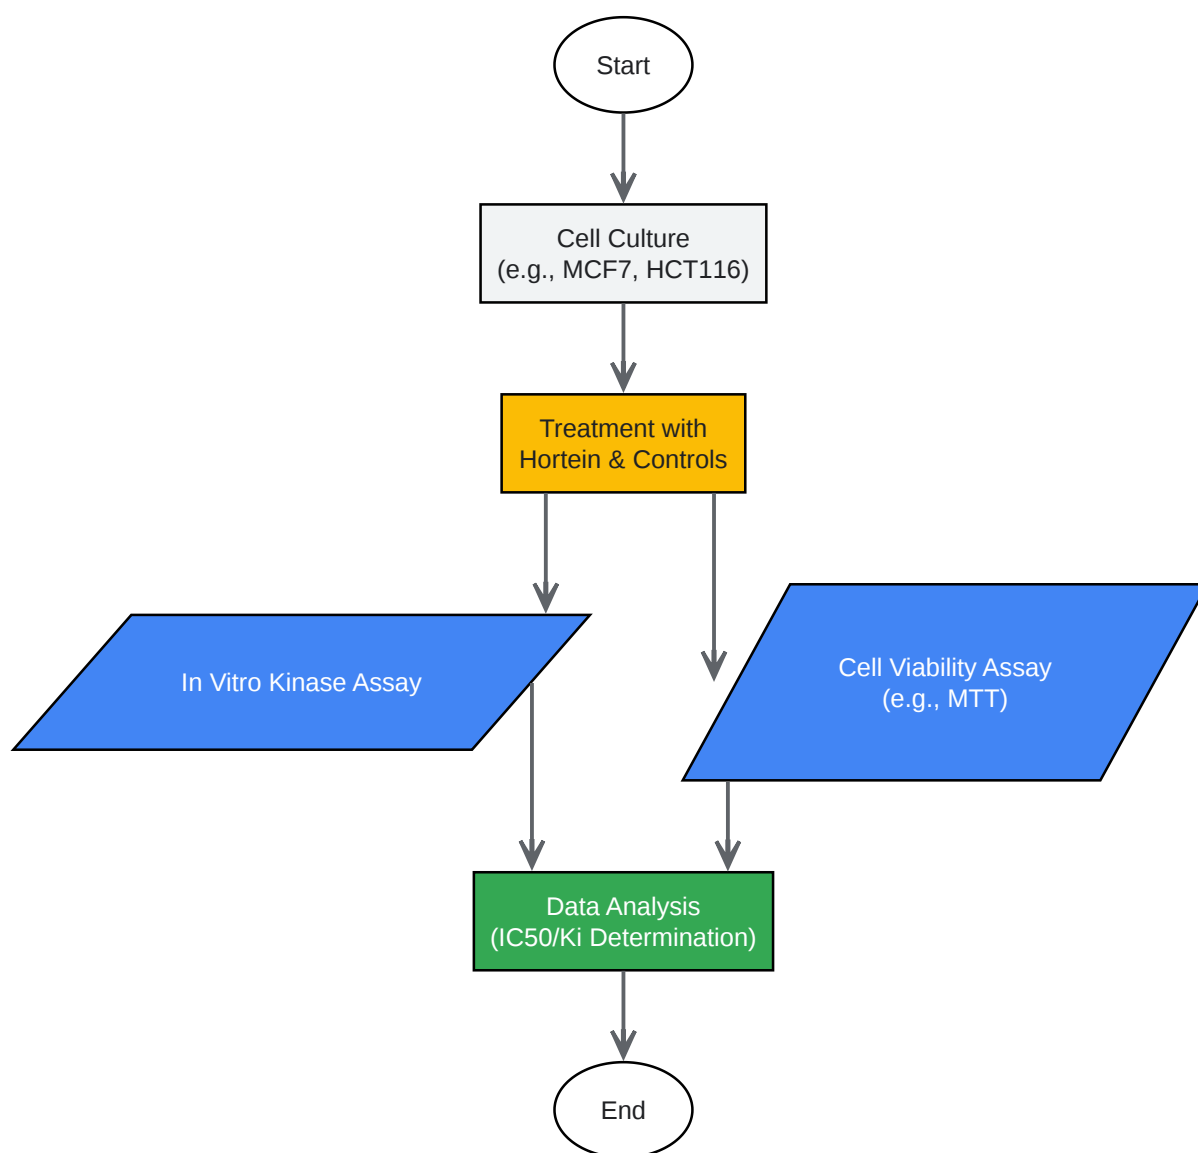 Start
Cell Culture
(e.g., MCF7, HCT116)
Treatment with
Hortein & Controls
In Vitro Kinase Assay
Cell Viability Assay
(e.g., MTT)
Data Analysis
(IC50/Ki Determination)
End